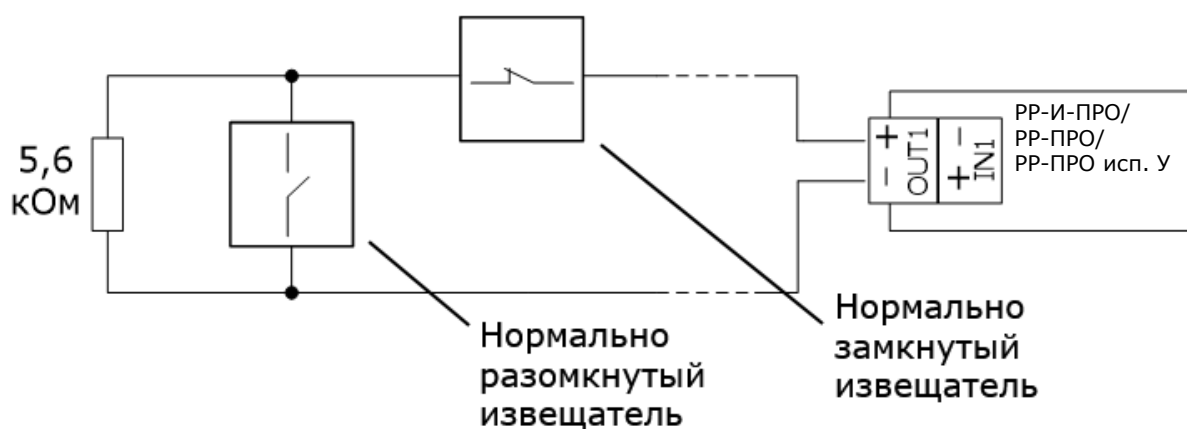 5,6
кОм
Нормально
разомкнутый
извещатель
Нормально
замкнутый
извещатель
+
-
OUT1
-
+
IN1
РР-И-ПРО/
РР-ПРО/
РР-ПРО исп. У